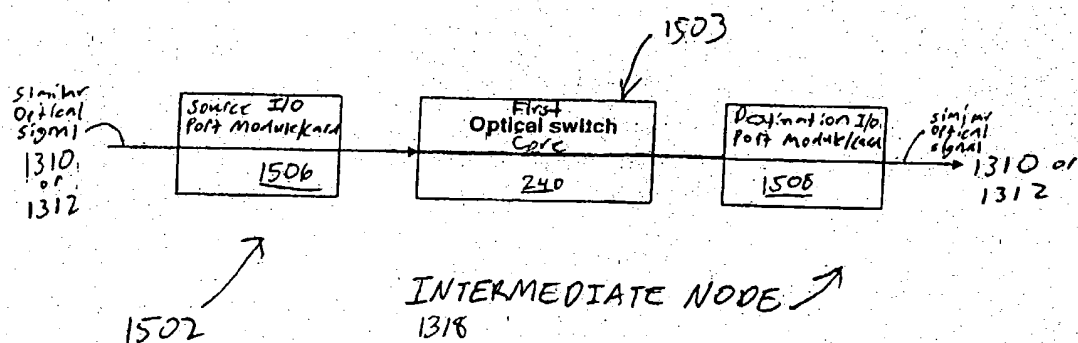 1503
similar
optical
signal
1310
or
1312
Source I/O
Port Module/card
1506
First
Optical switch
Core
240
Destination I/O
Port Module/card
1508
similar
optical
signal
1310 or
1312
1502
INTERMEDIATE NODE
1318